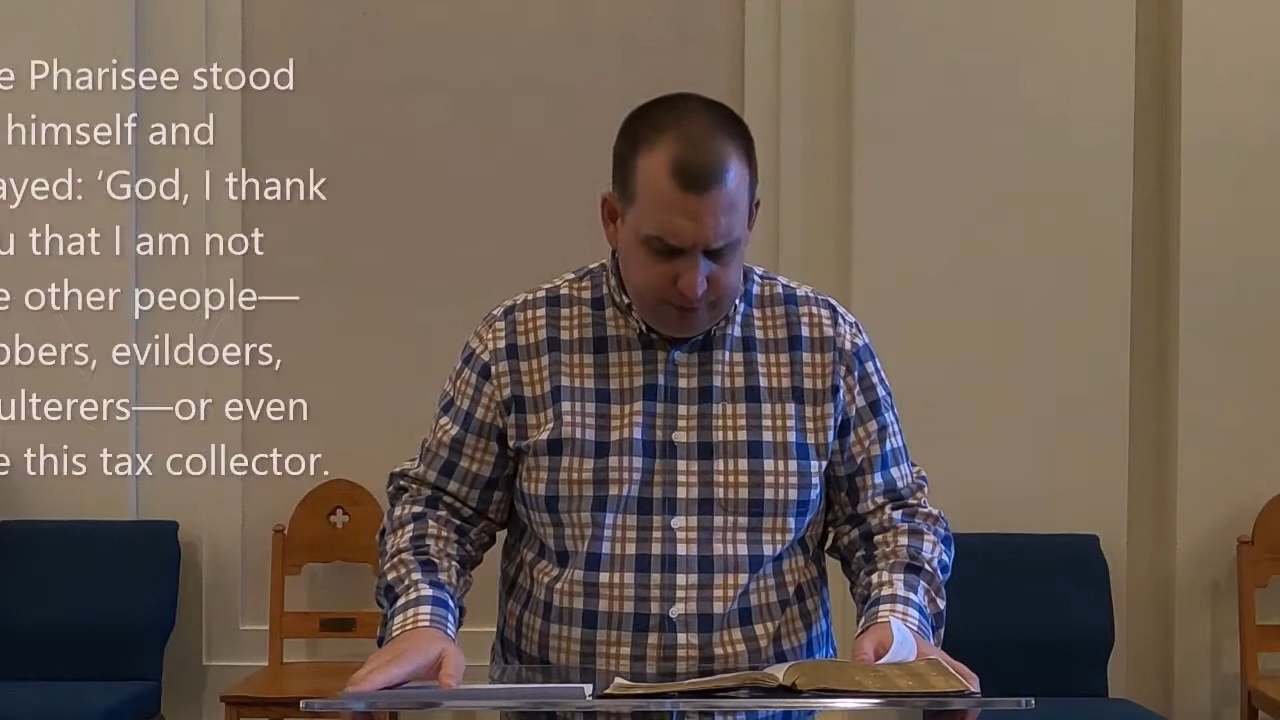 e Pharisee stood
himself and
ayed: ‘God, I thank
u that I am not
e other people—
bbers, evildoers,
ulterers—or even
e this tax collector.